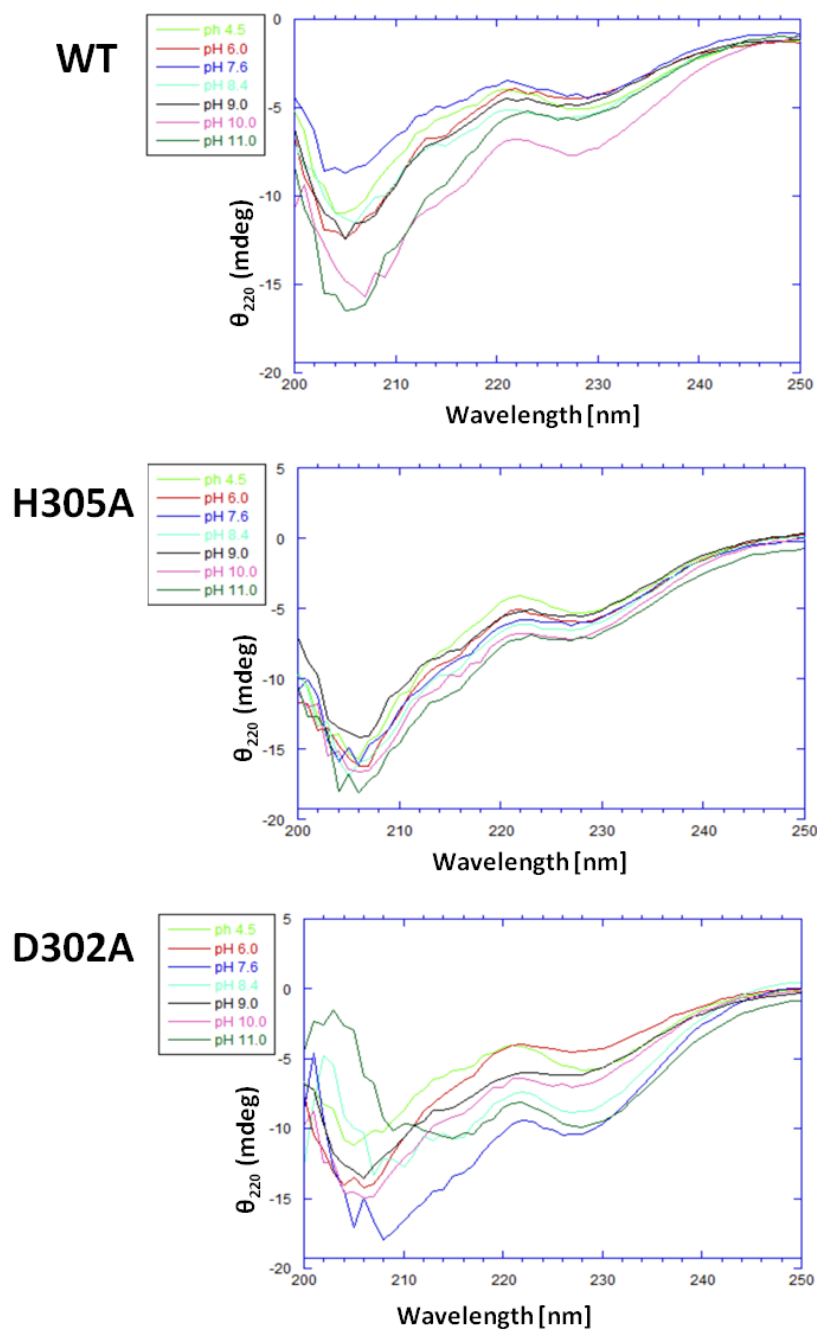 WT
ph 4.5
pH 6.0
pH 7.6
pH 8.4
pH 9.0
pH 10.0
pH 11.0
0
-5
-10
-15
-20
θ220 (mdeg)
200 210 220 230 240 250
Wavelength [nm]
H305A
ph 4.5
pH 6.0
pH 7.6
pH 8.4
pH 9.0
pH 10.0
pH 11.0
5
0
-5
-10
-15
-20
θ220 (mdeg)
200 210 220 230 240 250
Wavelength [nm]
D302A
ph 4.5
pH 6.0
pH 7.6
pH 8.4
pH 9.0
pH 10.0
pH 11.0
5
0
-5
-10
-15
-20
θ220 (mdeg)
200 210 220 230 240 250
Wavelength [nm]